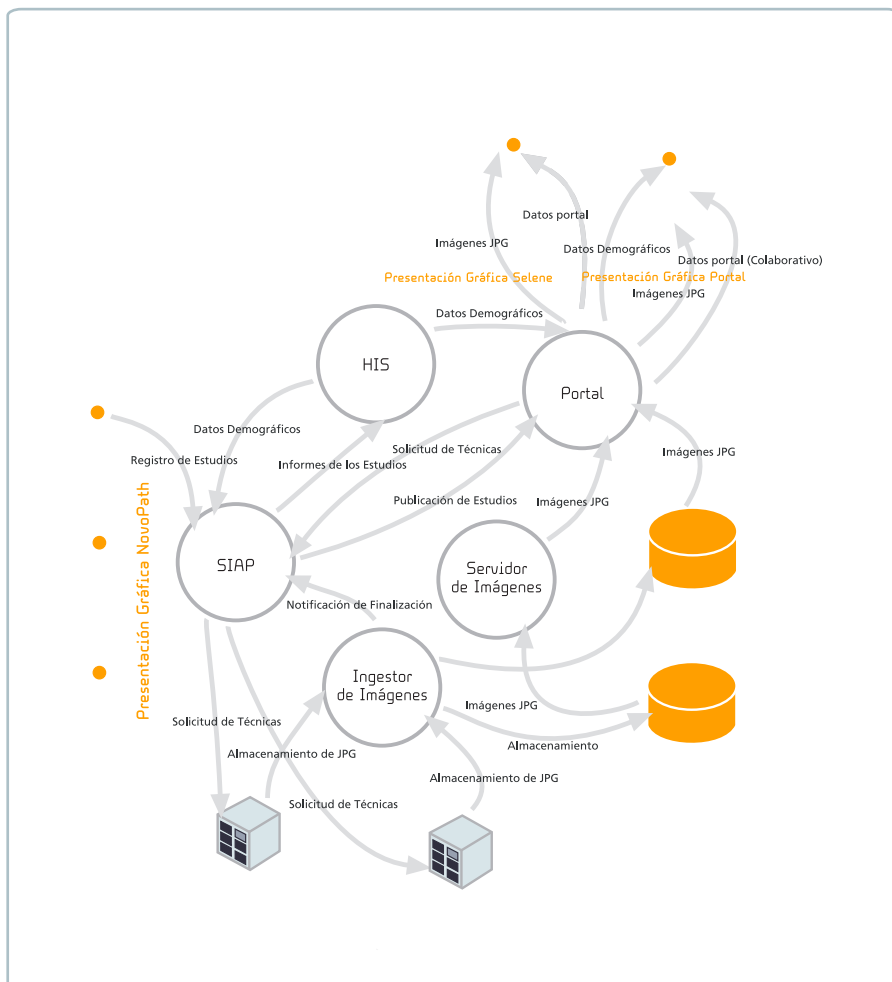 Datos portal
Imágenes JPG
Datos Demográficos
Datos portal (Colaborativo)
Presentación Gráfica Selene
Presentación Gráfica Portal
Imágenes JPG
Datos Demográficos
HIS
Portal
Datos Demográficos
Solicitud de Técnicas
Imágenes JPG
Registro de Estudios
Informes de los Estudios
Publicación de Estudios
Imágenes JPG
Presentación Gráfica NovoPath
SIAP
Servidor
de Imágenes
Notificación de Finalización
Ingestor
de Imágenes
Imágenes JPG
Solicitud de Técnicas
Almacenamiento
Almacenamiento de JPG
Almacenamiento de JPG
Solicitud de Técnicas